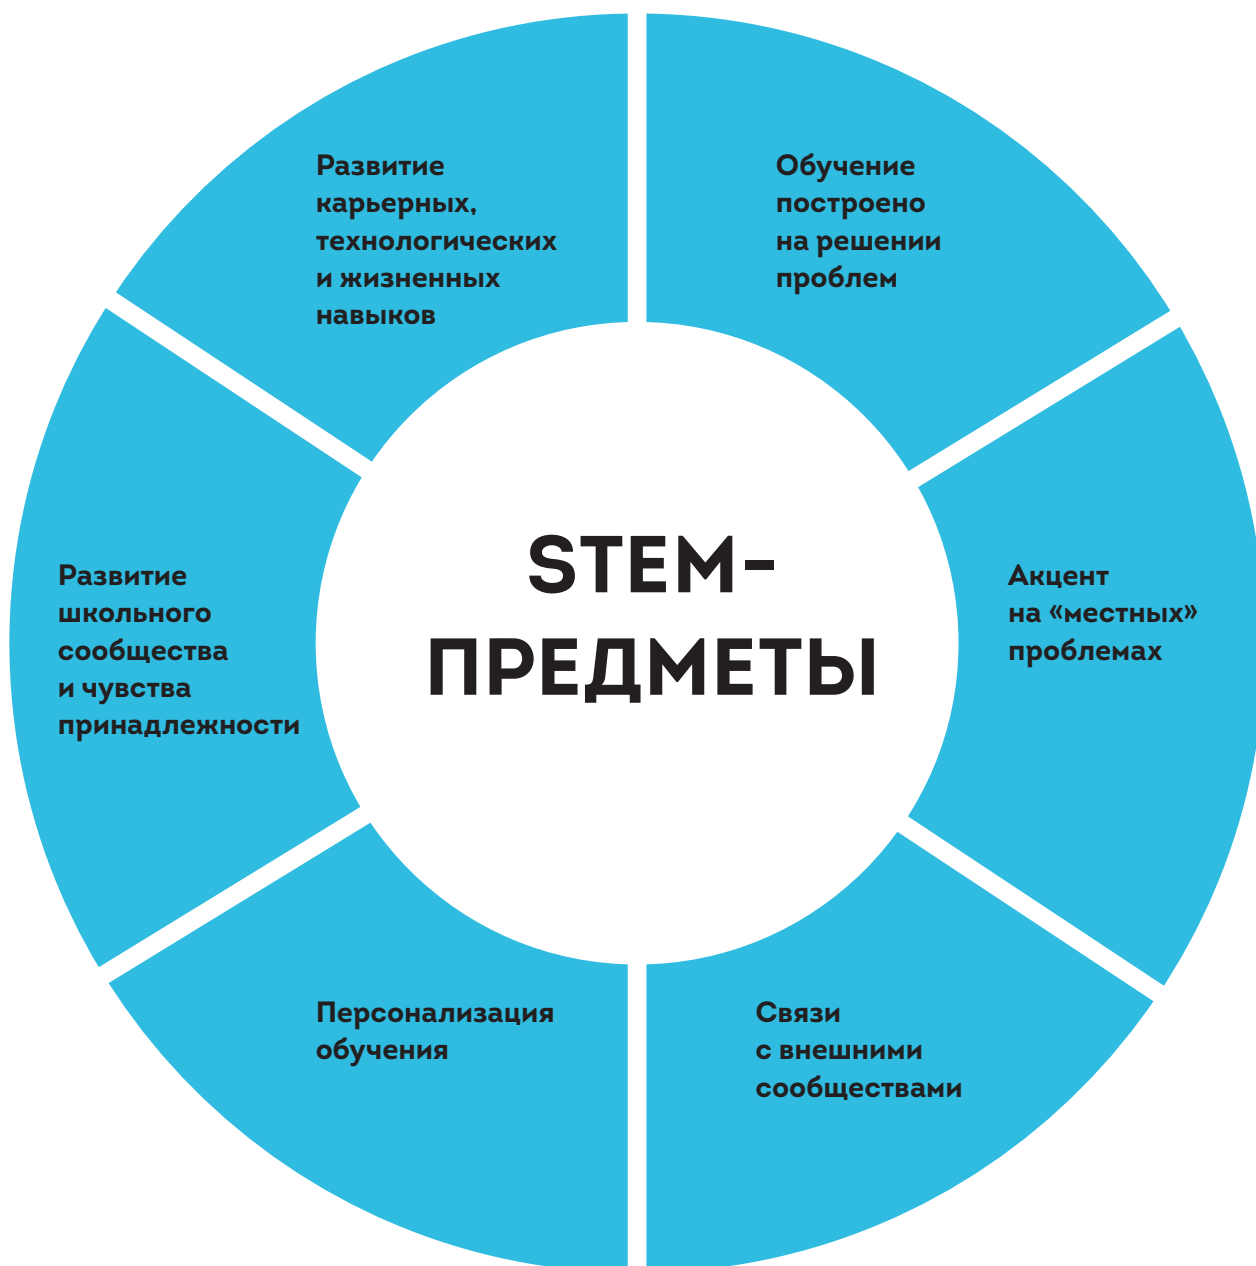 Развитие
карьерных,
технологических
и жизненных
навыков
Обучение
построено
на решении
проблем
Развитие
школьного
сообщества
и чувства
принадлежности
STEM-
ПРЕДМЕТЫ
Акцент
на «местных»
проблемах
Персонализация
обучения
Связи
с внешними
сообществами